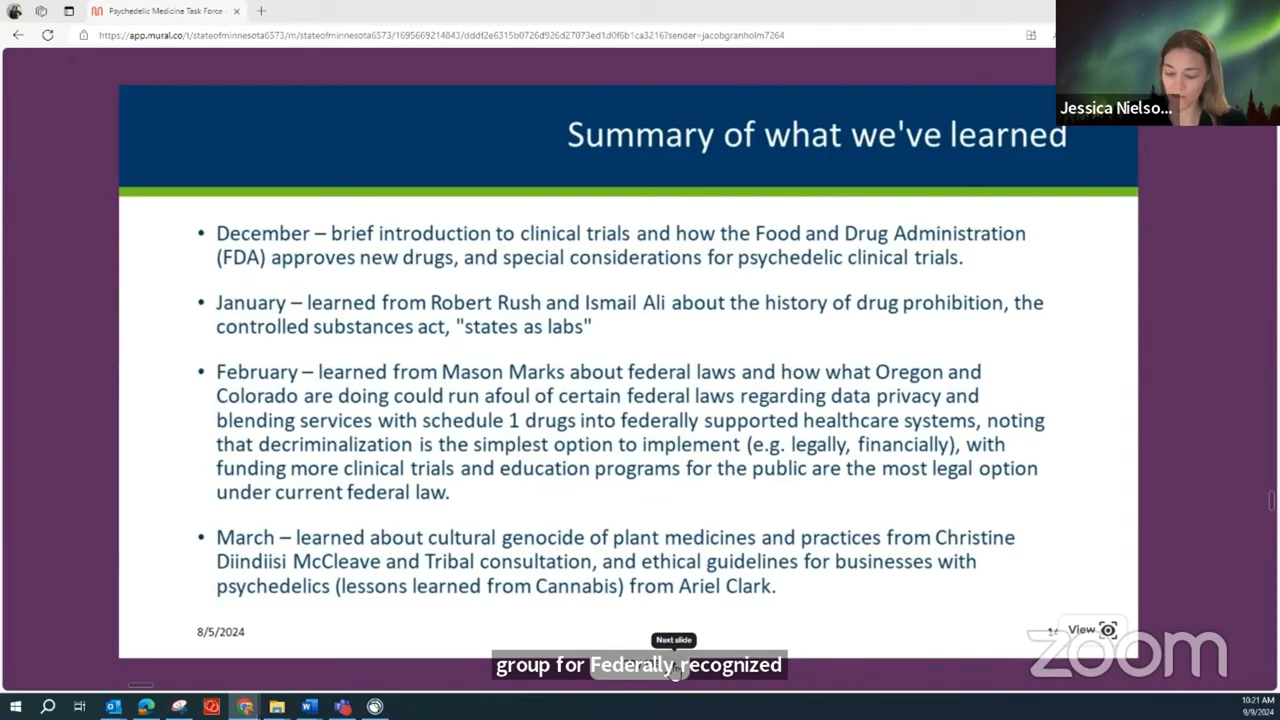 Psychedelic Medicine Task Force -
https://app.mural.co/t/stateofminnesota6573/m/stateofminnesota6573/1695669214843/dddf2e6315b0726d926d27073ed1d0f6b1ca3216?sender=jacobgranholm7264
Jessica Nielso...
Summary of what we've learned
• December – brief introduction to clinical trials and how the Food and Drug Administration
(FDA) approves new drugs, and special considerations for psychedelic clinical trials.
• January – learned from Robert Rush and Ismail Ali about the history of drug prohibition, the
controlled substances act, "states as labs"
• February – learned from Mason Marks about federal laws and how what Oregon and
Colorado are doing could run afoul of certain federal laws regarding data privacy and
blending services with schedule 1 drugs into federally supported healthcare systems, noting
that decriminalization is the simplest option to implement (e.g. legally, financially), with
funding more clinical trials and education programs for the public are the most legal option
under current federal law.
• March – learned about cultural genocide of plant medicines and practices from Christine
Diindiisi McCleave and Tribal consultation, and ethical guidelines for businesses with
psychedelics (lessons learned from Cannabis) from Ariel Clark.
8/5/2024
View
Next slide
zoom
group for Federally recognized
10:21 AM
9/9/2024